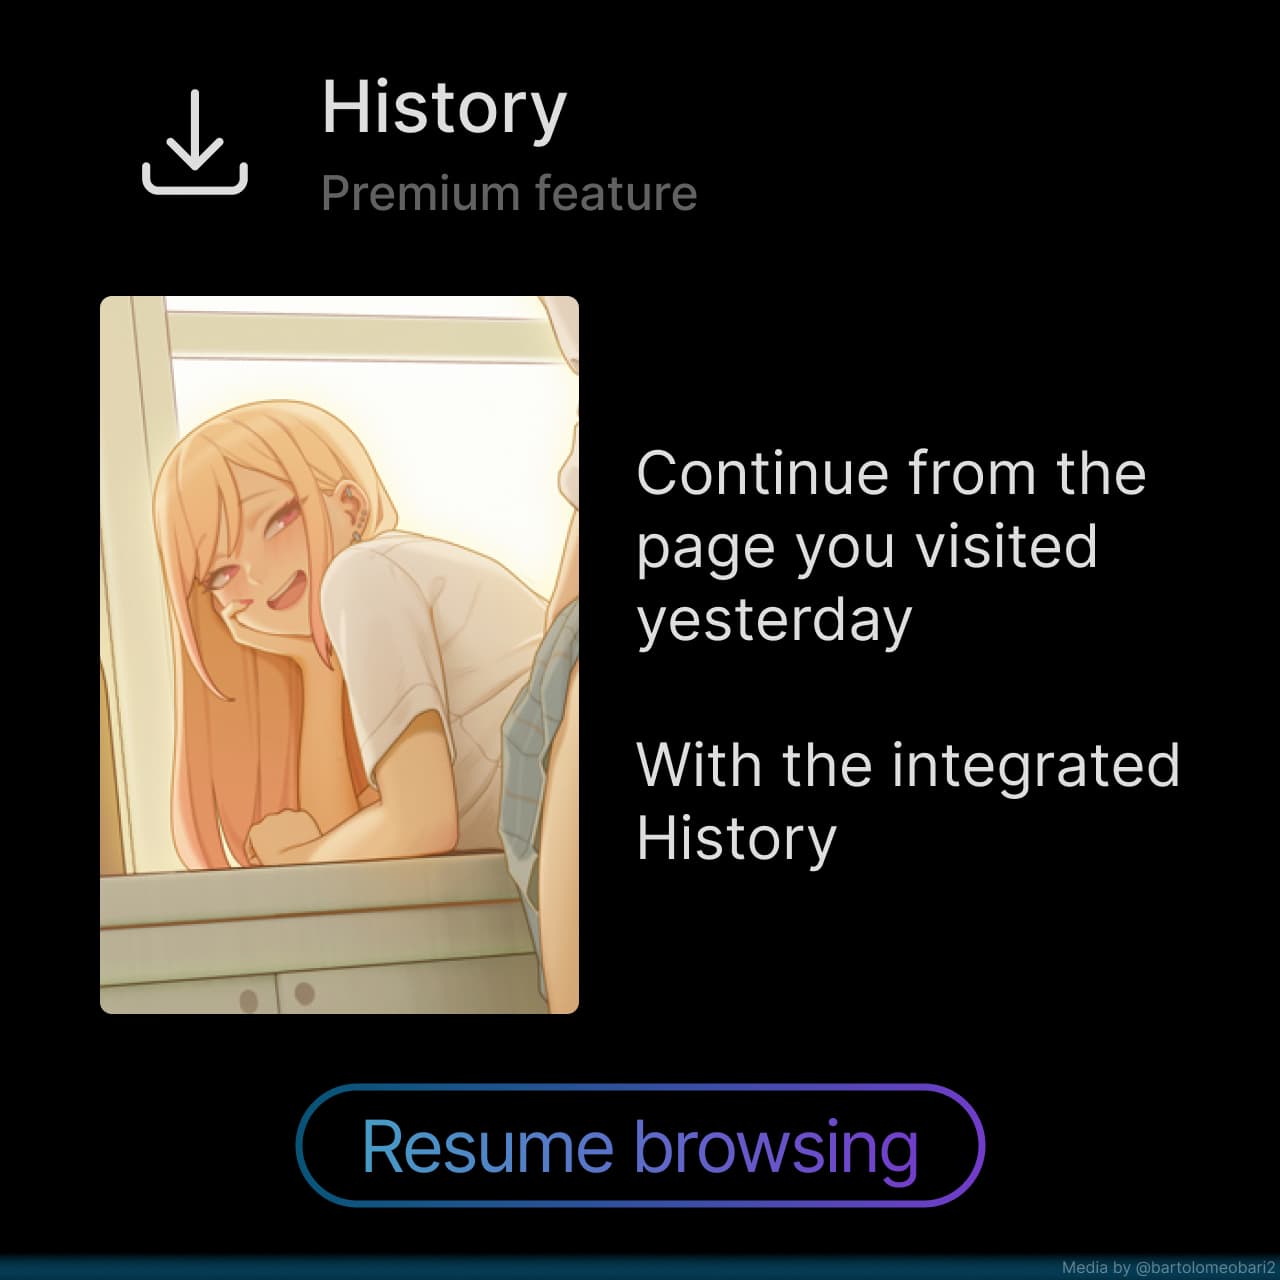 History
Premium feature
Continue from the
page you visited
yesterday
With the integrated
History
Resume browsing
Media by @bartolomeobari2